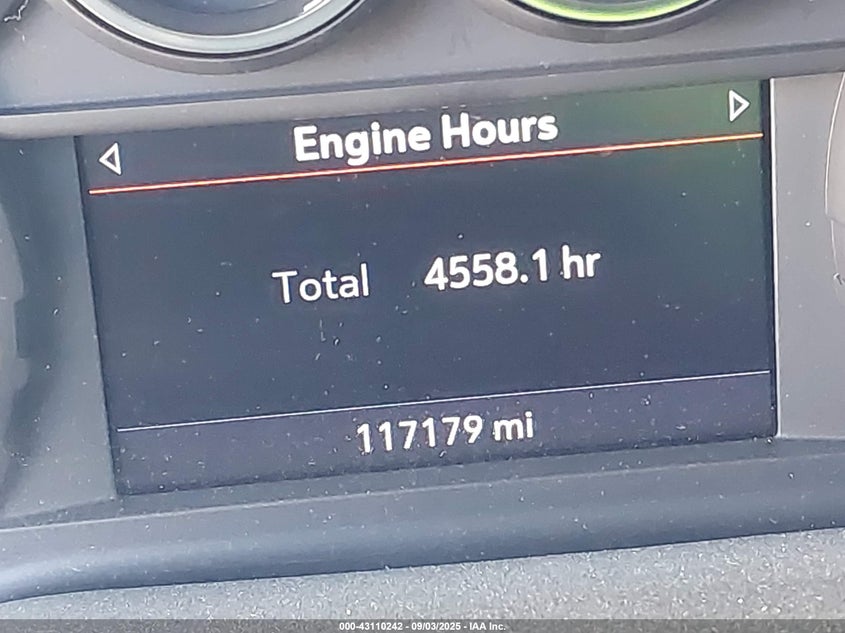 Engine Hours
Total 4558.1 hr
117179 mi
000-43110242 - 09/03/2025 - IAA Inc.